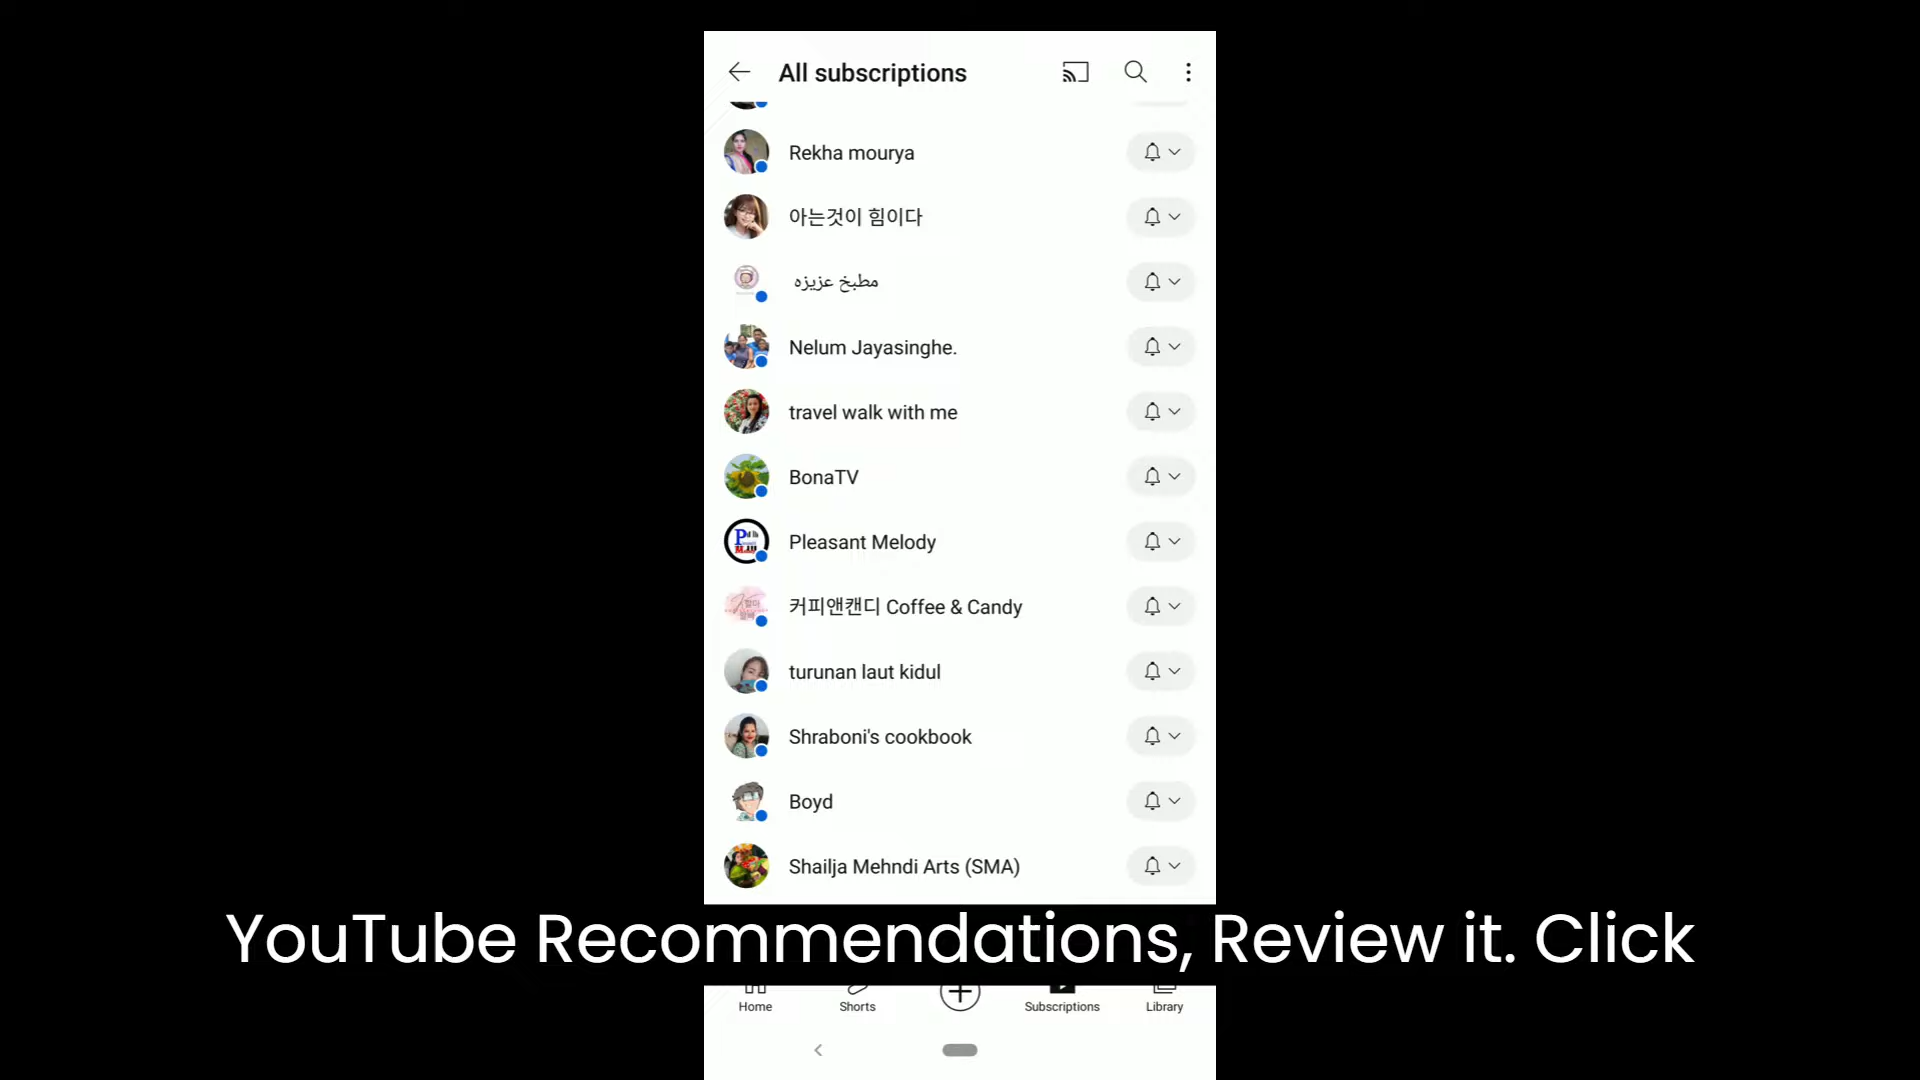 All subscriptions
Rekha mourya
아는것이 힘이다
مطبخ عزيزه
Nelum Jayasinghe.
travel walk with me
BonaTV
Pleasant Melody
커피앤캔디 Coffee & Candy
turunan laut kidul
Shraboni's cookbook
Boyd
Shailja Mehndi Arts (SMA)
YouTube Recommendations, Review it. Click
Home
Shorts
Subscriptions
Library